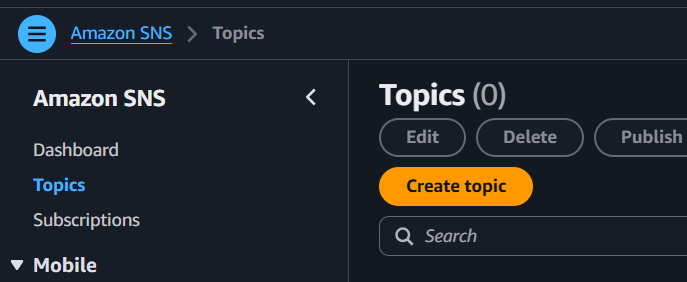 Amazon SNS > Topics
Amazon SNS
Dashboard
Topics
Subscriptions
Mobile
Topics (0)
Edit Delete Publish
Create topic
Search